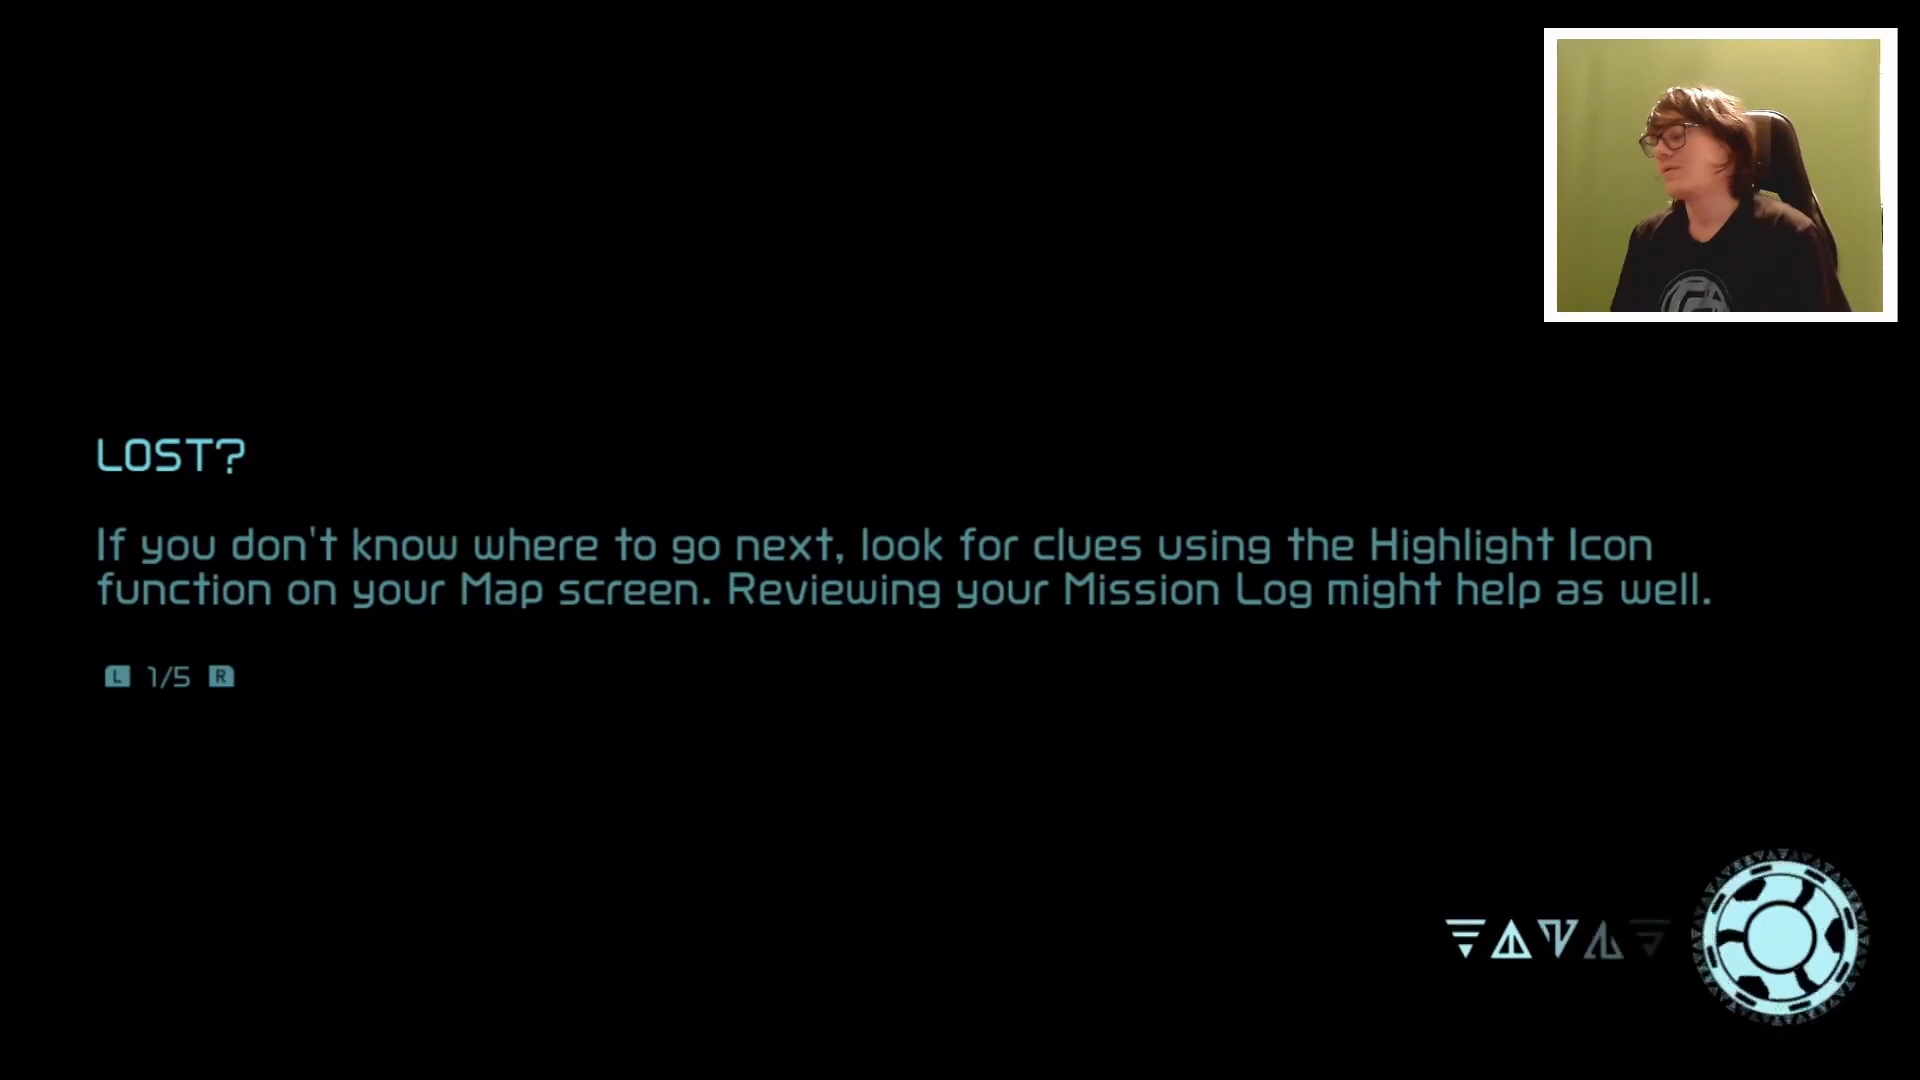 LOST?
If you don't know where to go next, look for clues using the Highlight Icon
function on your Map screen. Reviewing your Mission Log might help as well.
L 1/5 R